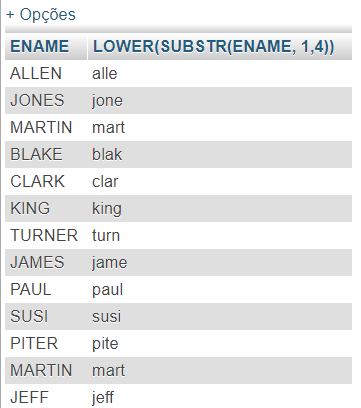 + Opções
ENAME LOWER(SUBSTR(ENAME, 1,4))
ALLEN alle
JONES jone
MARTIN mart
BLAKE blak
CLARK clar
KING king
TURNER turn
JAMES jame
PAUL paul
SUSI susi
PITER pite
MARTIN mart
JEFF jeff